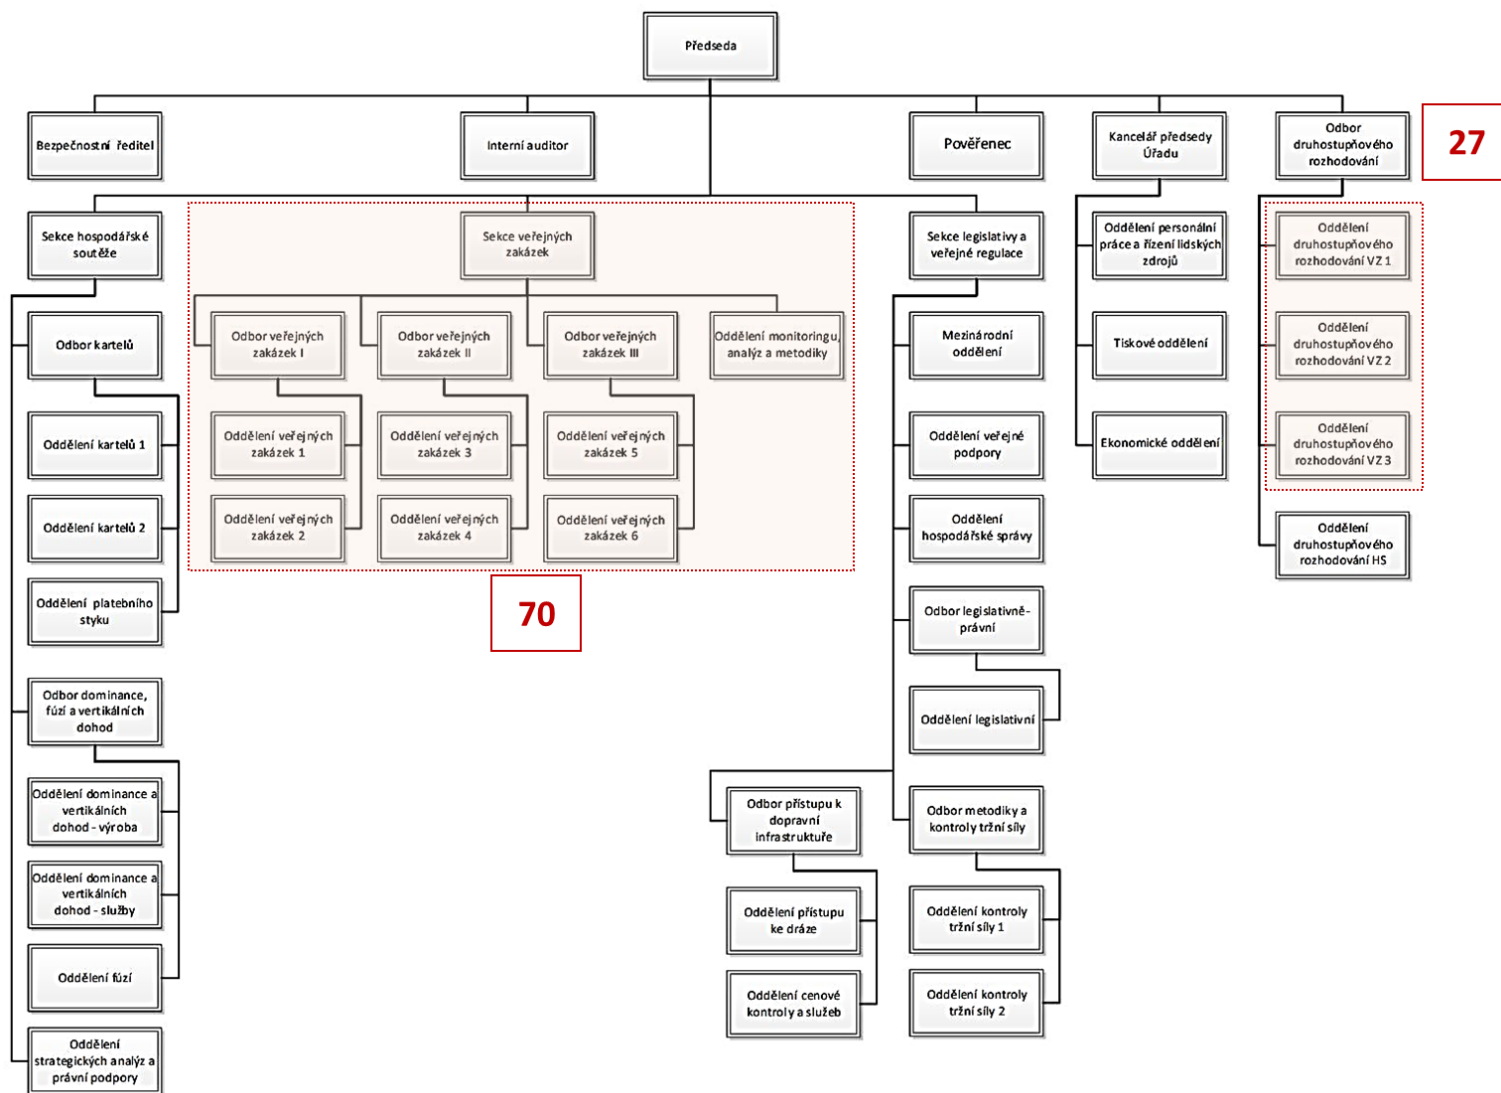 Předseda
Bezpečnostní ředitel
Interní auditor
Pověřenec
Kancelář předsedy
Úřadu
Odbor
druhostupňového
rozhodování
27
Sekce hospodářské
soutěže
Sekce veřejných
zakázek
Sekce legislativy a
veřejné regulace
Oddělení personální
práce a řízení lidských
zdrojů
Oddělení
druhostupňového
rozhodování VZ 1
Odbor kartelů
Odbor veřejných
zakázek I
Odbor veřejných
zakázek II
Odbor veřejných
zakázek III
Oddělení monitoringu,
analýz a metodiky
Mezinárodní
oddělení
Tiskové oddělení
Oddělení
druhostupňového
rozhodování VZ 2
Oddělení kartelů 1
Oddělení veřejných
zakázek 1
Oddělení veřejných
zakázek 3
Oddělení veřejných
zakázek 5
Oddělení veřejné
podpory
Ekonomické oddělení
Oddělení
druhostupňového
rozhodování VZ 3
Oddělení kartelů 2
Oddělení veřejných
zakázek 2
Oddělení veřejných
zakázek 4
Oddělení veřejných
zakázek 6
Oddělení
hospodářské správy
Oddělení
druhostupňového
rozhodování HS
70
Oddělení platebního
styku
Odbor legislativně-
právní
Odbor dominance,
fúzí a vertikálních
dohod
Oddělení legislativní
Oddělení dominance a
vertikálních
dohod - výroba
Odbor přístupu k
dopravní
infrastruktuře
Odbor metodiky a
kontroly tržní síly
Oddělení dominance a
vertikálních
dohod - služby
Oddělení přístupu
ke dráze
Oddělení kontroly
tržní síly 1
Oddělení fúzí
Oddělení cenové
kontroly a služeb
Oddělení kontroly
tržní síly 2
Oddělení
strategických analýz a
právní podpory